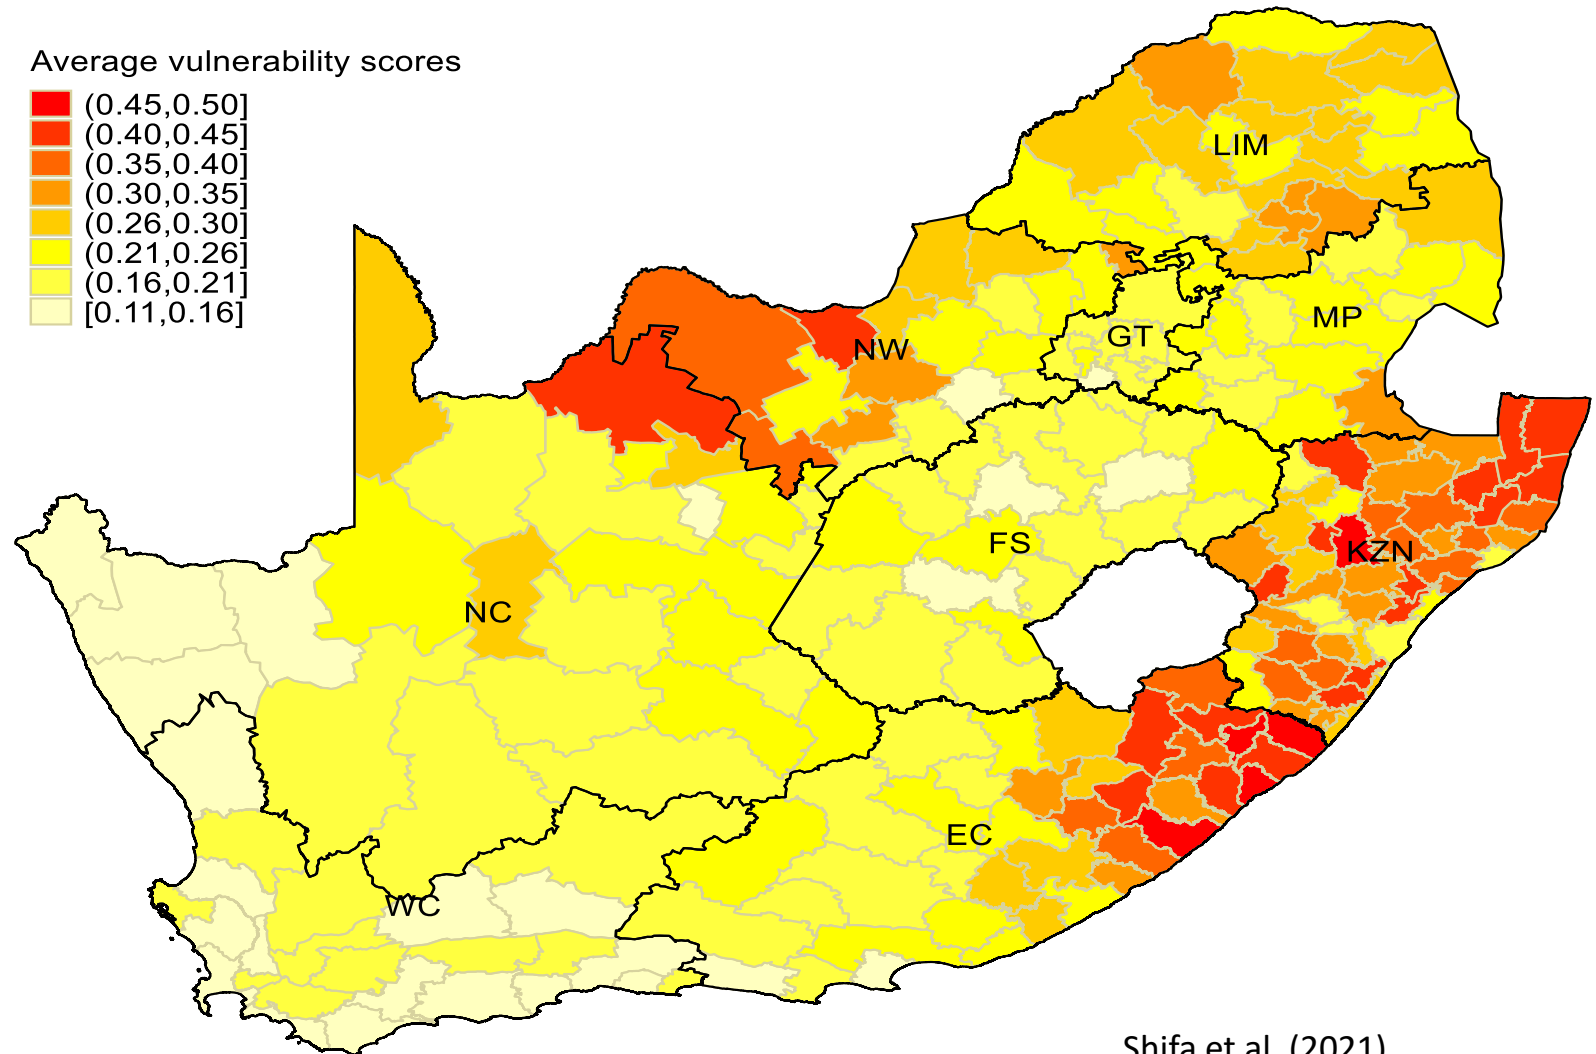 Average vulnerability scores
(0.45,0.50]
(0.40,0.45]
(0.35,0.40]
(0.30,0.35]
(0.26,0.30]
(0.21,0.26]
(0.16,0.21]
[0.11,0.16]
LIM
MP
GT
NW
KZN
FS
NC
EC
WC
Shifa et al. (2021)